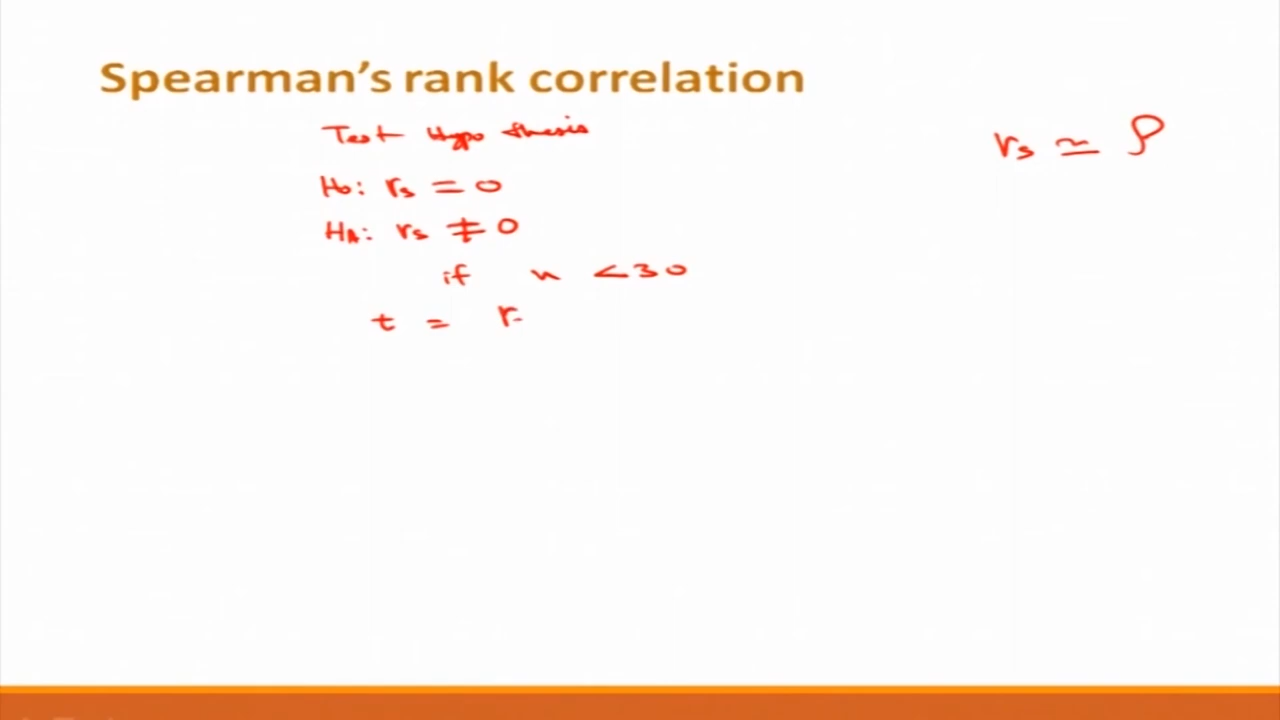 Spearman's rank correlation
Test Hypothesis
rs ≃ ρ
H0: rs = 0
HA: rs ≠ 0
if n < 30
t = r